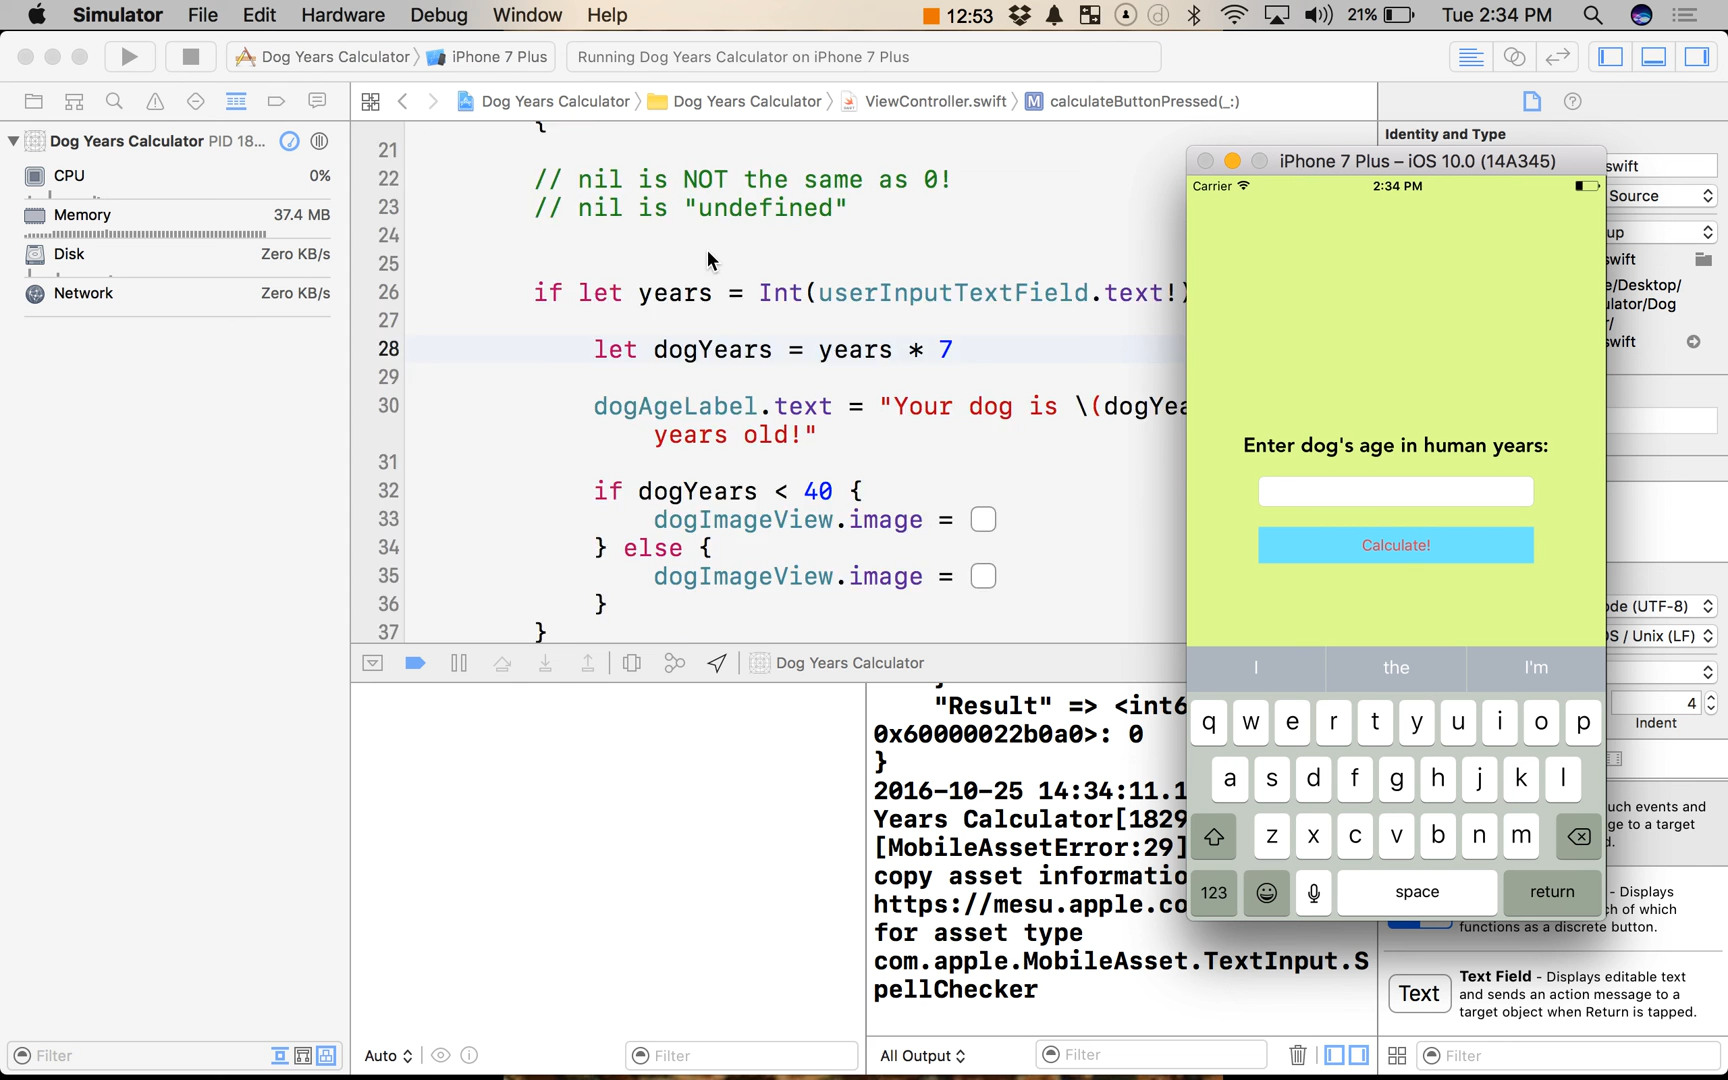 Simulator File Edit Hardware Debug Window Help 12:53 21% Tue 2:34 PM
Dog Years Calculator iPhone 7 Plus Running Dog Years Calculator on iPhone 7 Plus
Dog Years Calculator Dog Years Calculator ViewController.swift M calculateButtonPressed(_:)
Dog Years Calculator PID 18...
CPU 0%
Memory 37.4 MB
Disk Zero KB/s
Network Zero KB/s
Filter
{
21
22 // nil is NOT the same as 0!
23 // nil is "undefined"
24
25
26 if let years = Int(userInputTextField.text!)
27
28 let dogYears = years * 7
29
30 dogAgeLabel.text = "Your dog is \(dogYea
years old!"
31
32 if dogYears < 40 {
33 dogImageView.image =
34 } else {
35 dogImageView.image =
36 }
37 }
Dog Years Calculator
Auto Filter
"Result" => <int6
0x60000022b0a0>: 0
}
2016-10-25 14:34:11.1
Years Calculator[1829
[MobileAssetError:29]
copy asset informatio
https://mesu.apple.co
for asset type
com.apple.MobileAsset.TextInput.S
pellChecker
All Output Filter
iPhone 7 Plus – iOS 10.0 (14A345)
Carrier 2:34 PM
Enter dog's age in human years:
Calculate!
I the I'm
q w e r t y u i o p
a s d f g h j k l
z x c v b n m
123 space return
Identity and Type
swift
Source
up
swift
e/Desktop/
ulator/Dog
r/
swift
ode (UTF-8)
OS / Unix (LF)
4
Indent
uch events and
ge to a target
d.
- Displays
ch of which
functions as a discrete button.
Text
Text Field - Displays editable text
and sends an action message to a
target object when Return is tapped.
Filter